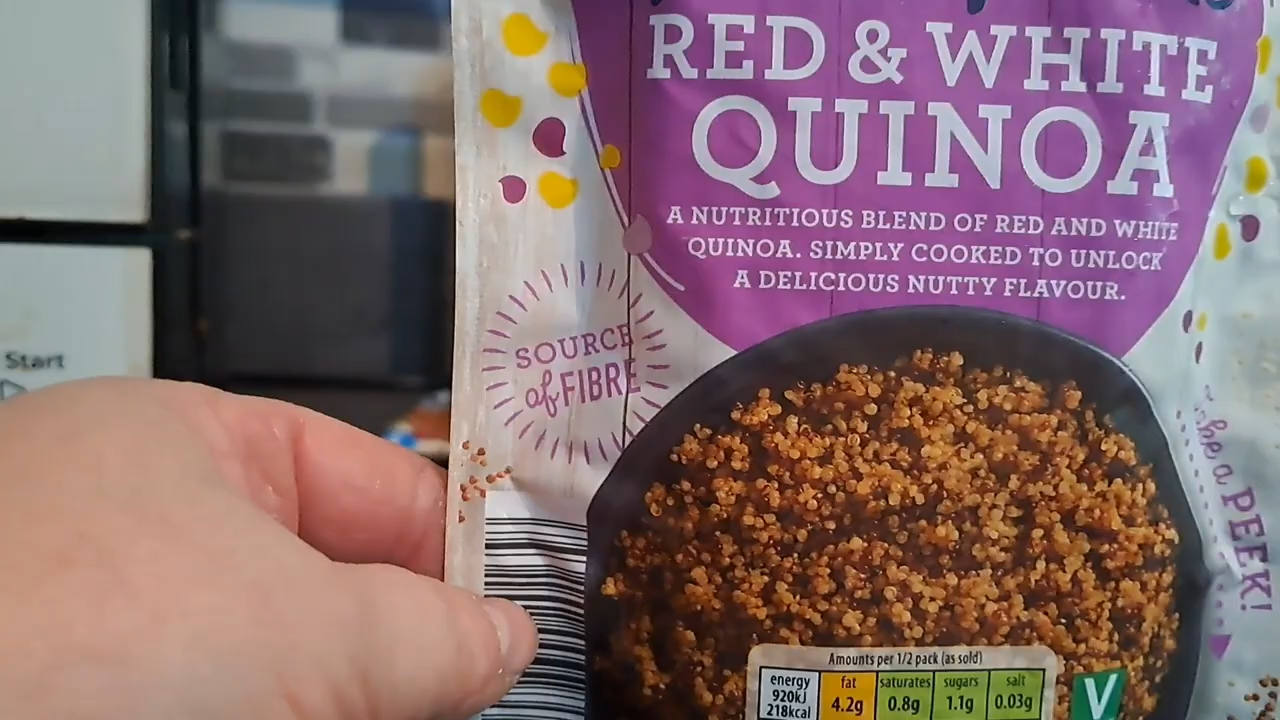 RED & WHITE
QUINOA
A NUTRITIOUS BLEND OF RED AND WHITE
QUINOA. SIMPLY COOKED TO UNLOCK
A DELICIOUS NUTTY FLAVOUR.
SOURCE
of FIBRE
Start
a PEEK!
Amounts per 1/2 pack (as sold)
energy fat saturates sugars salt
920kJ 4.2g 0.8g 1.1g 0.03g
218kcal
V